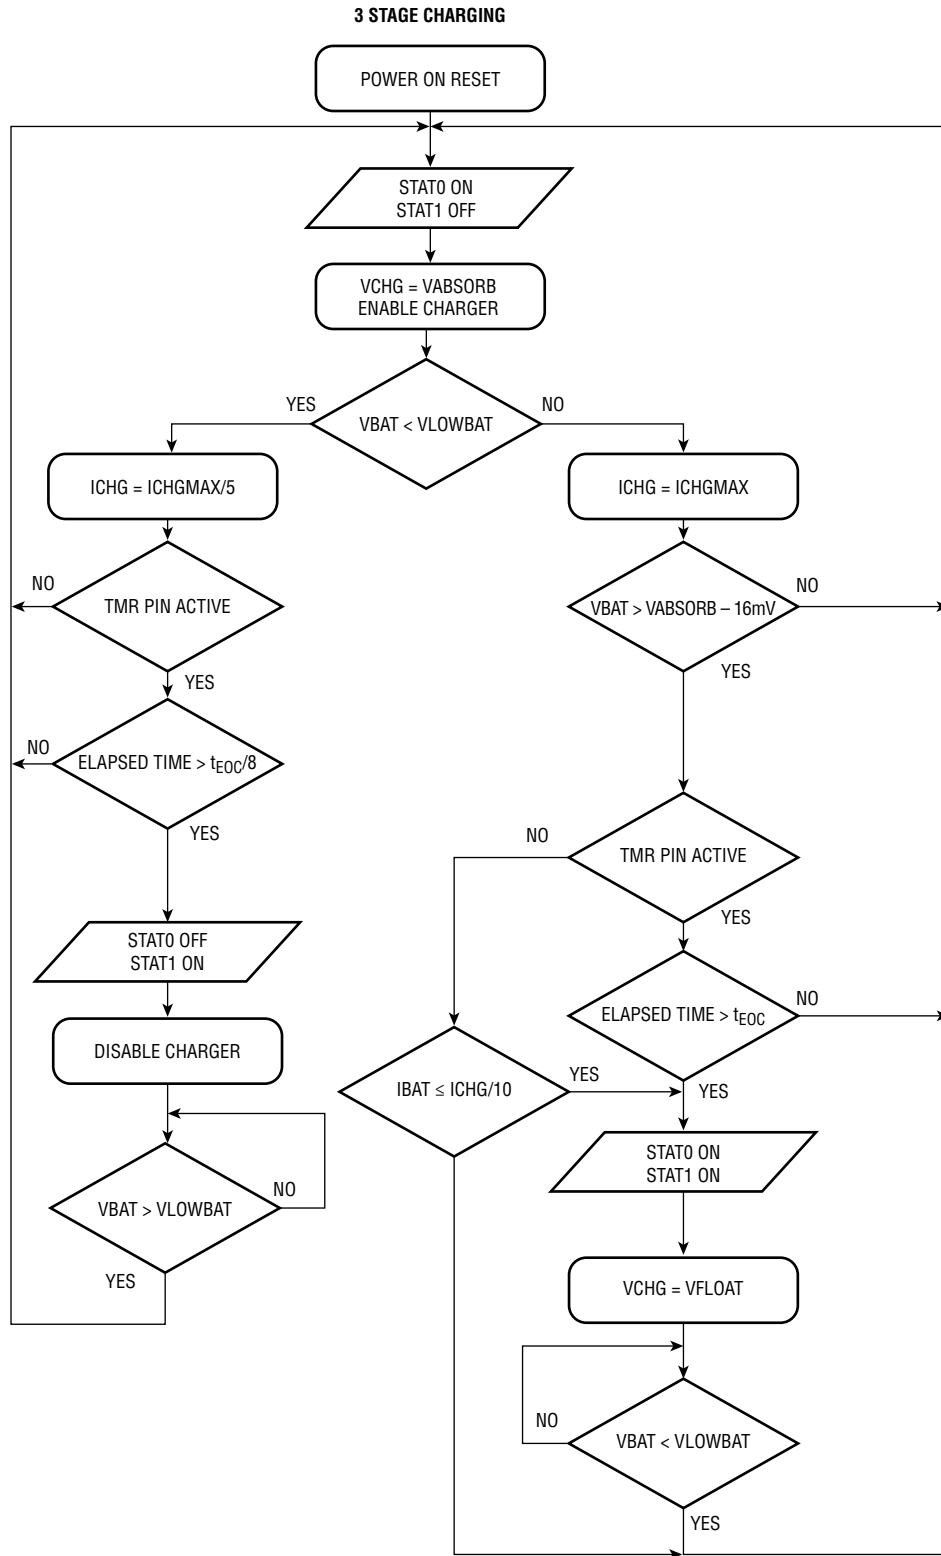 3 STAGE CHARGING
POWER ON RESET
STAT0 ON
STAT1 OFF
VCHG = VABSORB
ENABLE CHARGER
YES
VBAT < VLOWBAT
NO
ICHG = ICHGMAX/5
ICHG = ICHGMAX
NO
TMR PIN ACTIVE
YES
VBAT > VABSORB – 16mV
NO
YES
NO
ELAPSED TIME > tEOC/8
YES
NO
TMR PIN ACTIVE
YES
STAT0 OFF
STAT1 ON
ELAPSED TIME > tEOC
NO
YES
DISABLE CHARGER
IBAT ≤ ICHG/10
YES
STAT0 ON
STAT1 ON
VBAT > VLOWBAT
NO
YES
VCHG = VFLOAT
NO
VBAT < VLOWBAT
YES